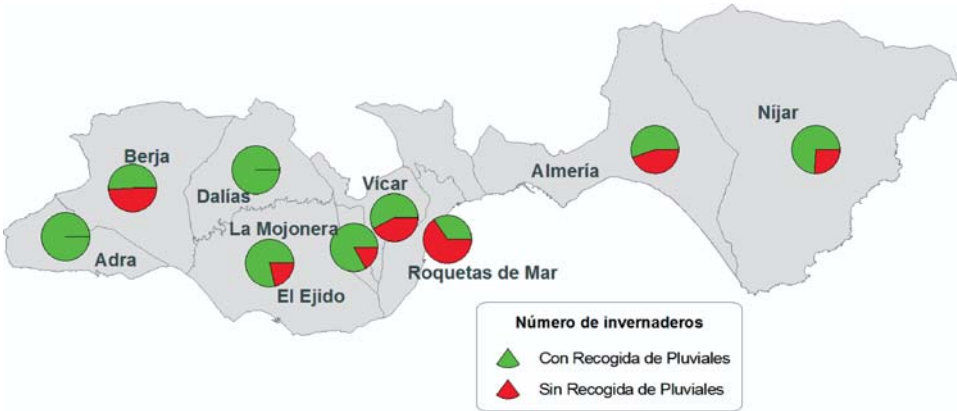 Níjar
Berja
Almería
Vícar
Dalías
La Mojonera
Adra
Roquetas de Mar
El Ejido
Número de invernaderos
Con Recogida de Pluviales
Sin Recogida de Pluviales